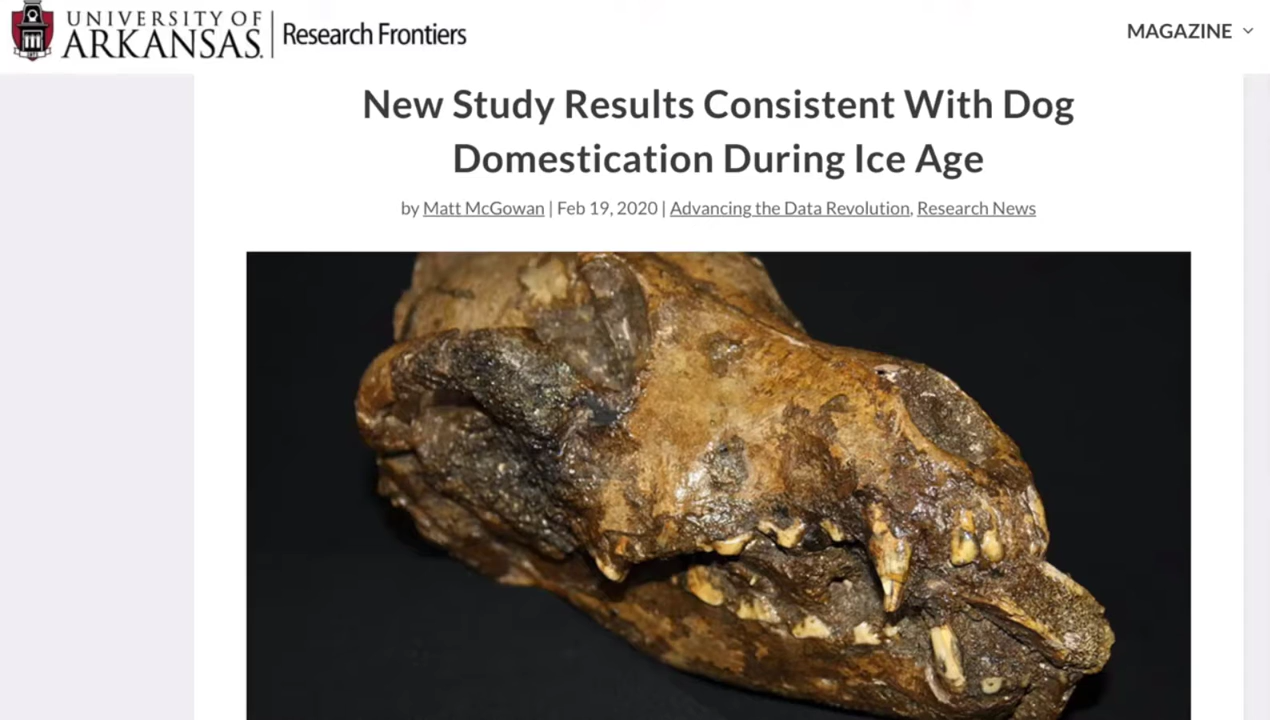 UNIVERSITY OF
ARKANSAS. | Research Frontiers
MAGAZINE
New Study Results Consistent With Dog
Domestication During Ice Age
by Matt McGowan | Feb 19, 2020 | Advancing the Data Revolution, Research News